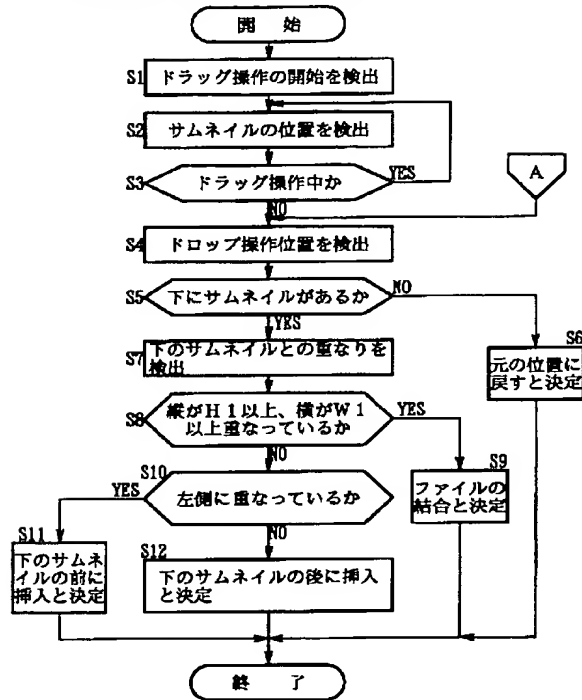 開 始
S1 ドラッグ操作の開始を検出
S2 サムネイルの位置を検出
S3 ドラッグ操作中か YES
A
NO
S4 ドロップ操作位置を検出
S5 下にサムネイルがあるか NO
YES
S6
元の位置に
戻すと決定
S7 下のサムネイルとの重なりを
検出
S8 縦がH1以上、横がW1
以上重なっているか
YES
NO
S9
ファイルの
結合と決定
S10
YES 左側に重なっているか
NO
S11
下のサムネ
イルの前に
挿入と決定
S12
下のサムネイルの後に挿入
と決定
終 了